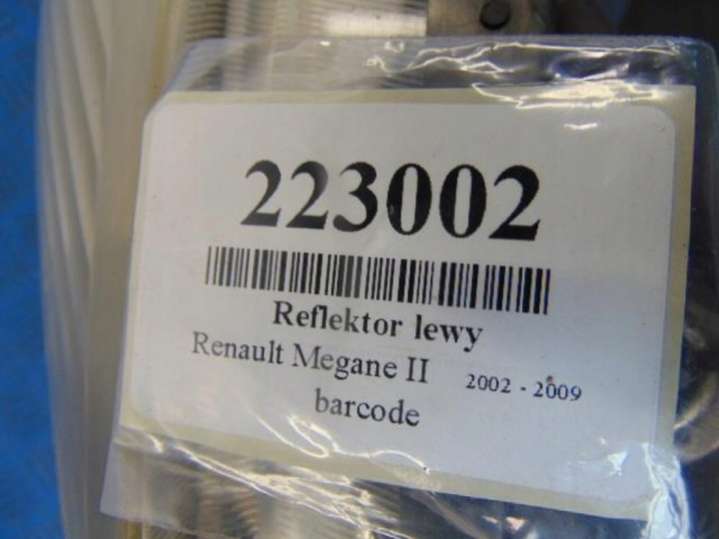 223002
Reflektor lewy
Renault Megane II 2002 - 2009
barcode